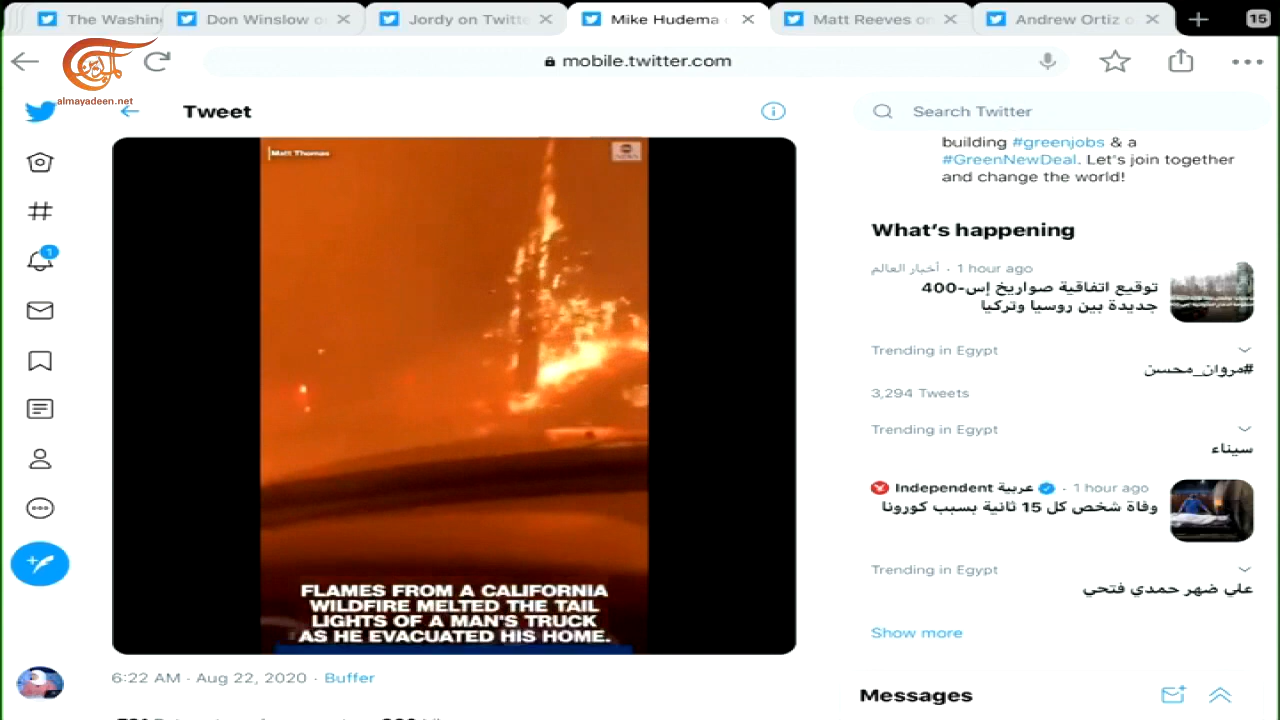 The Washin
Don Winslow o
Jordy on Twitt
Mike Hudema
Matt Reeves on
Andrew Ortiz o
15
الميادين
almayadeen.net
mobile.twitter.com
Tweet
Search Twitter
building #greenjobs & a
#GreenNewDeal. Let's join together
and change the world!
Matt Thomas
NEWS
FLAMES FROM A CALIFORNIA
WILDFIRE MELTED THE TAIL
LIGHTS OF A MAN'S TRUCK
AS HE EVACUATED HIS HOME.
6:22 AM · Aug 22, 2020 · Buffer
1
What's happening
أخبار العالم · 1 hour ago
توقيع اتفاقية صواريخ إس-400
جديدة بين روسيا وتركيا
Trending in Egypt
#مروان_محسن
3,294 Tweets
Trending in Egypt
سيناء
Independent عربية · 1 hour ago
وفاة شخص كل 15 ثانية بسبب كورونا
Trending in Egypt
علي ضهر حمدي فتحي
Show more
Messages